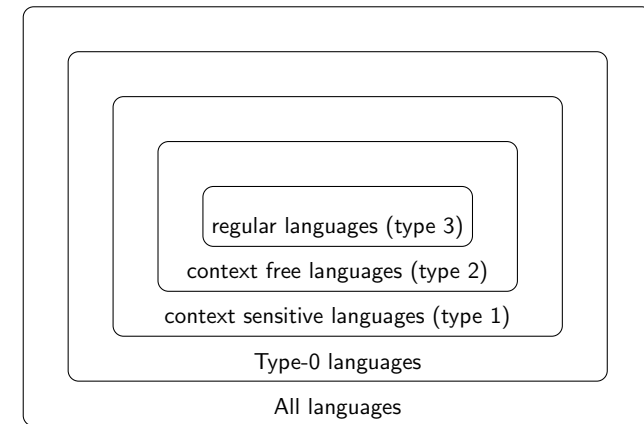 regular languages (type 3)
context free languages (type 2)
context sensitive languages (type 1)
Type-0 languages
All languages